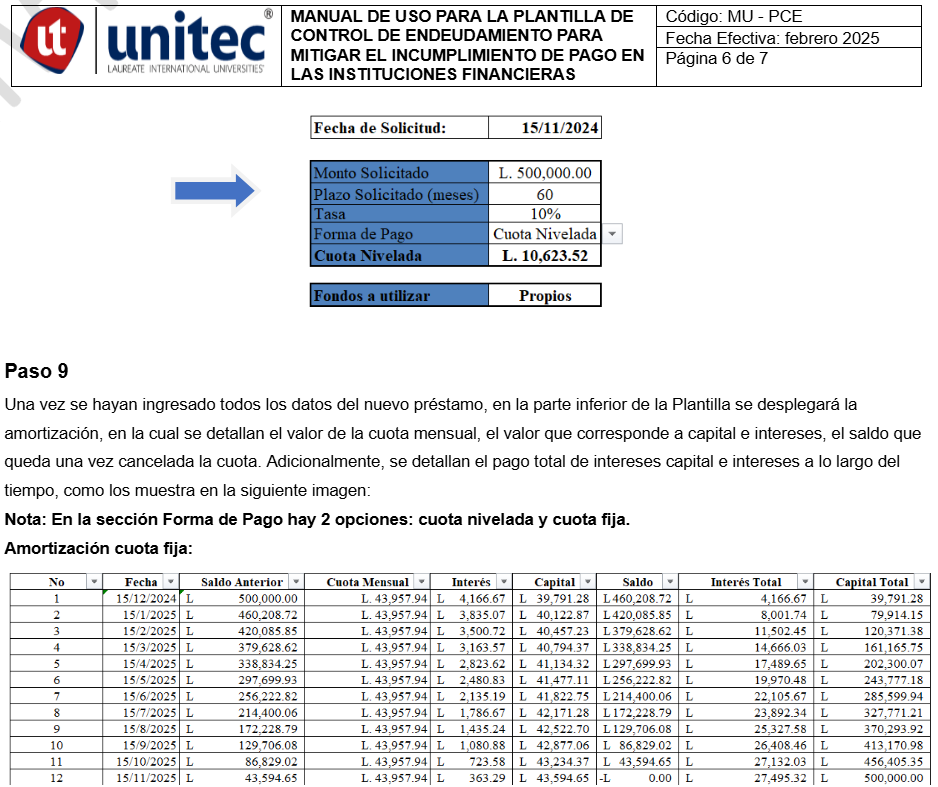 ut unitec®
LAUREATE INTERNATIONAL UNIVERSITIES
MANUAL DE USO PARA LA PLANTILLA DE
CONTROL DE ENDEUDAMIENTO PARA
MITIGAR EL INCUMPLIMIENTO DE PAGO EN
LAS INSTITUCIONES FINANCIERAS
Código: MU - PCE
Fecha Efectiva: febrero 2025
Página 6 de 7
Fecha de Solicitud: 15/11/2024
Monto Solicitado L. 500,000.00
Plazo Solicitado (meses) 60
Tasa 10%
Forma de Pago Cuota Nivelada
Cuota Nivelada L. 10,623.52
Fondos a utilizar Propios
Paso 9
Una vez se hayan ingresado todos los datos del nuevo préstamo, en la parte inferior de la Plantilla se desplegará la
amortización, en la cual se detallan el valor de la cuota mensual, el valor que corresponde a capital e intereses, el saldo que
queda una vez cancelada la cuota. Adicionalmente, se detallan el pago total de intereses capital e intereses a lo largo del
tiempo, como los muestra en la siguiente imagen:
Nota: En la sección Forma de Pago hay 2 opciones: cuota nivelada y cuota fija.
Amortización cuota fija:
No Fecha Saldo Anterior Cuota Mensual Interés Capital Saldo Interés Total Capital Total
1 15/12/2024 L 500,000.00 L. 43,957.94 L 4,166.67 L 39,791.28 L 460,208.72 L 4,166.67 L 39,791.28
2 15/1/2025 L 460,208.72 L. 43,957.94 L 3,835.07 L 40,122.87 L 420,085.85 L 8,001.74 L 79,914.15
3 15/2/2025 L 420,085.85 L. 43,957.94 L 3,500.72 L 40,457.23 L 379,628.62 L 11,502.45 L 120,371.38
4 15/3/2025 L 379,628.62 L. 43,957.94 L 3,163.57 L 40,794.37 L 338,834.25 L 14,666.03 L 161,165.75
5 15/4/2025 L 338,834.25 L. 43,957.94 L 2,823.62 L 41,134.32 L 297,699.93 L 17,489.65 L 202,300.07
6 15/5/2025 L 297,699.93 L. 43,957.94 L 2,480.83 L 41,477.11 L 256,222.82 L 19,970.48 L 243,777.18
7 15/6/2025 L 256,222.82 L. 43,957.94 L 2,135.19 L 41,822.75 L 214,400.06 L 22,105.67 L 285,599.94
8 15/7/2025 L 214,400.06 L. 43,957.94 L 1,786.67 L 42,171.28 L 172,228.79 L 23,892.34 L 327,771.21
9 15/8/2025 L 172,228.79 L. 43,957.94 L 1,435.24 L 42,522.70 L 129,706.08 L 25,327.58 L 370,293.92
10 15/9/2025 L 129,706.08 L. 43,957.94 L 1,080.88 L 42,877.06 L 86,829.02 L 26,408.46 L 413,170.98
11 15/10/2025 L 86,829.02 L. 43,957.94 L 723.58 L 43,234.37 L 43,594.65 L 27,132.03 L 456,405.35
12 15/11/2025 L 43,594.65 L. 43,957.94 L 363.29 L 43,594.65 -L 0.00 L 27,495.32 L 500,000.00